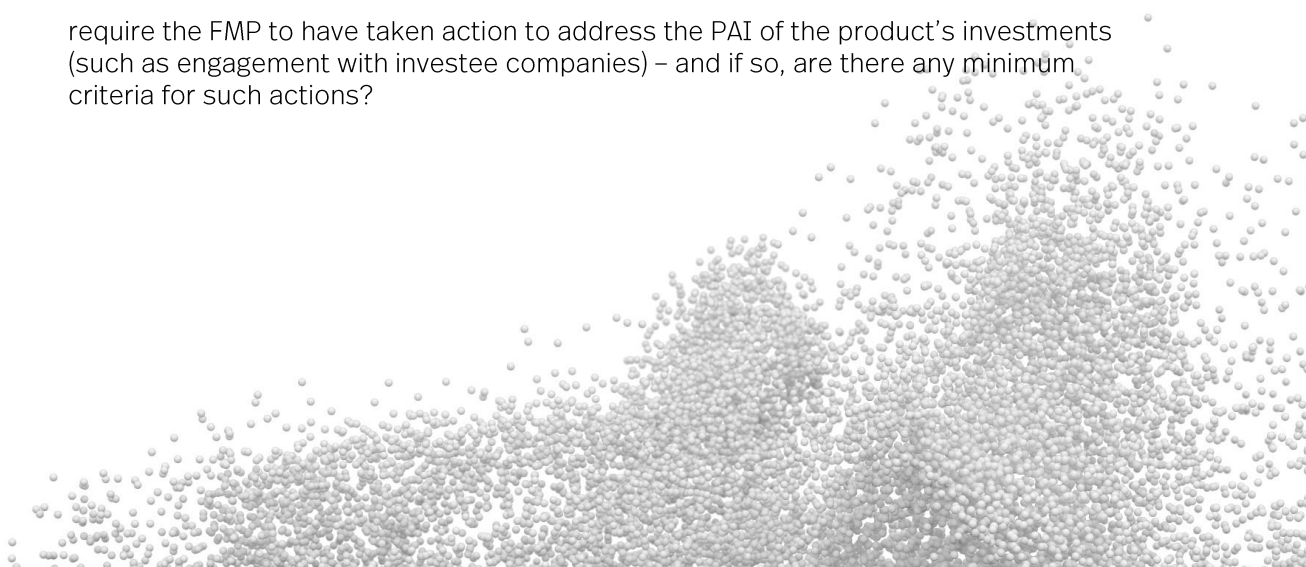 require the FMP to have taken action to address the PAI of the product’s investments
(such as engagement with investee companies) – and if so, are there any minimum
criteria for such actions?